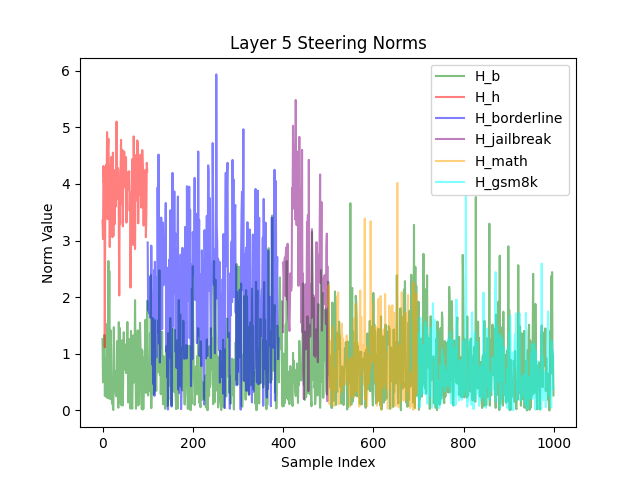 Layer 5 Steering Norms
H_b
H_h
H_borderline
H_jailbreak
H_math
H_gsm8k
Norm Value
6
5
4
3
2
1
0
0 200 400 600 800 1000
Sample Index